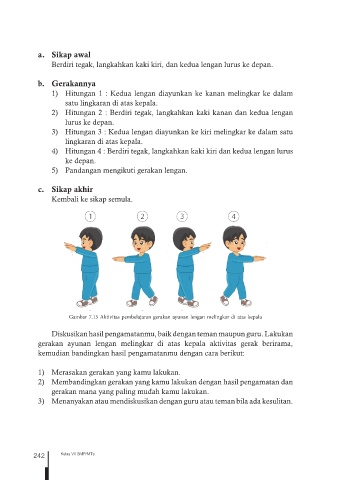 a. Sikap awal
Berdiri tegak, langkahkan kaki kiri, dan kedua lengan lurus ke depan.
b. Gerakannya
1) Hitungan 1 : Kedua lengan diayunkan ke kanan melingkar ke dalam
satu lingkaran di atas kepala.
2) Hitungan 2 : Berdiri tegak, langkahkan kaki kanan dan kedua lengan
lurus ke depan.
3) Hitungan 3 : Kedua lengan diayunkan ke kiri melingkar ke dalam satu
lingkaran di atas kepala.
4) Hitungan 4 : Berdiri tegak, langkahkan kaki kiri dan kedua lengan lurus
ke depan.
5) Pandangan mengikuti gerakan lengan.
c. Sikap akhir
Kembali ke sikap semula.
1 2 3 4
Gambar 7.15 Aktivitas pembelajaran gerakan ayunan lengan melingkar di atas kepala
Diskusikan hasil pengamatanmu, baik dengan teman maupun guru. Lakukan
gerakan ayunan lengan melingkar di atas kepala aktivitas gerak berirama,
kemudian bandingkan hasil pengamatanmu dengan cara berikut:
1) Merasakan gerakan yang kamu lakukan.
2) Membandingkan gerakan yang kamu lakukan dengan hasil pengamatan dan
gerakan mana yang paling mudah kamu lakukan.
3) Menanyakan atau mendiskusikan dengan guru atau teman bila ada kesulitan.
242 Kelas VII SMP/MTs